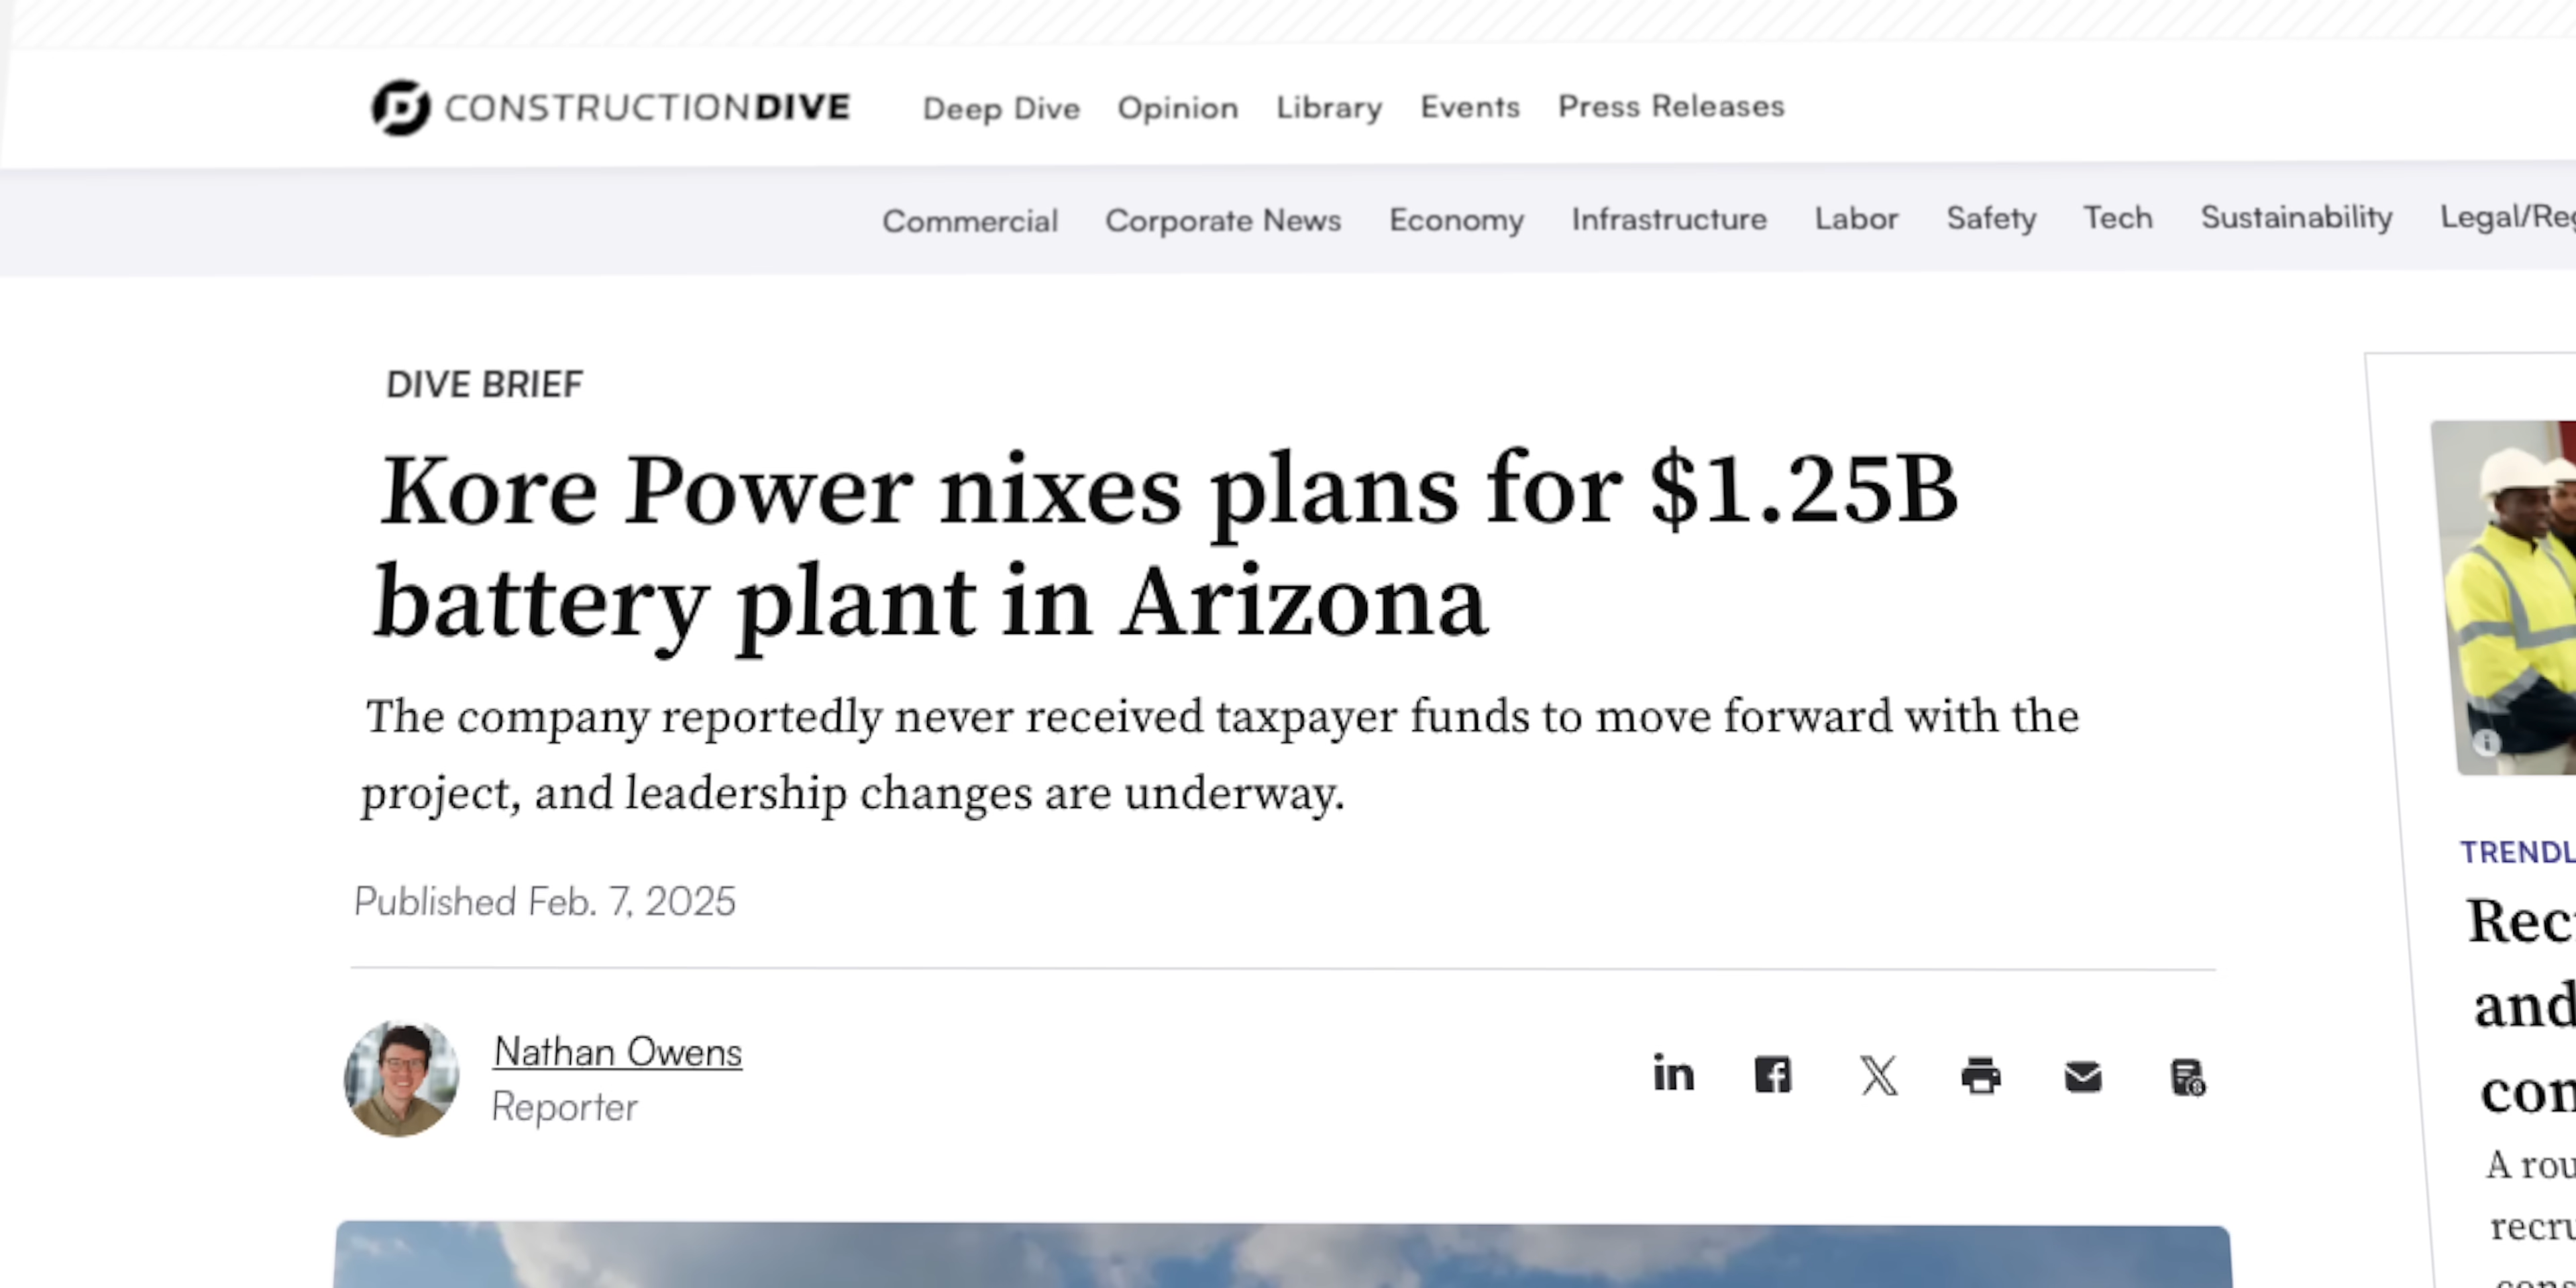 CONSTRUCTIONDIVE Deep Dive Opinion Library Events Press Releases
Commercial Corporate News Economy Infrastructure Labor Safety Tech Sustainability
DIVE BRIEF
Kore Power nixes plans for $1.25B
battery plant in Arizona
The company reportedly never received taxpayer funds to move forward with the
project, and leadership changes are underway.
Published Feb. 7, 2025
Nathan Owens
Reporter
and
A